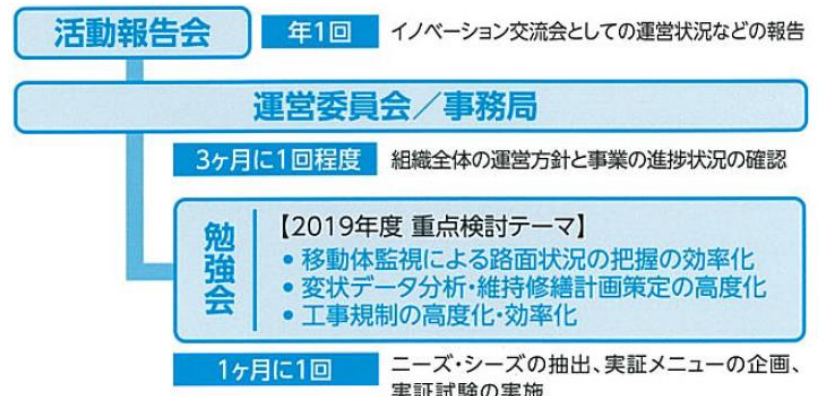 活動報告会
年1回
イノベーション交流会としての運営状況などの報告
運営委員会／事務局
3ヶ月に1回程度
組織全体の運営方針と事業の進捗状況の確認
勉強会
【2019年度 重点検討テーマ】
• 移動体監視による路面状況の把握の効率化
• 変状データ分析･維持修繕計画策定の高度化
• 工事規制の高度化･効率化
1ヶ月に1回
ニーズ･シーズの抽出、実証メニューの企画、
実証試験の実施